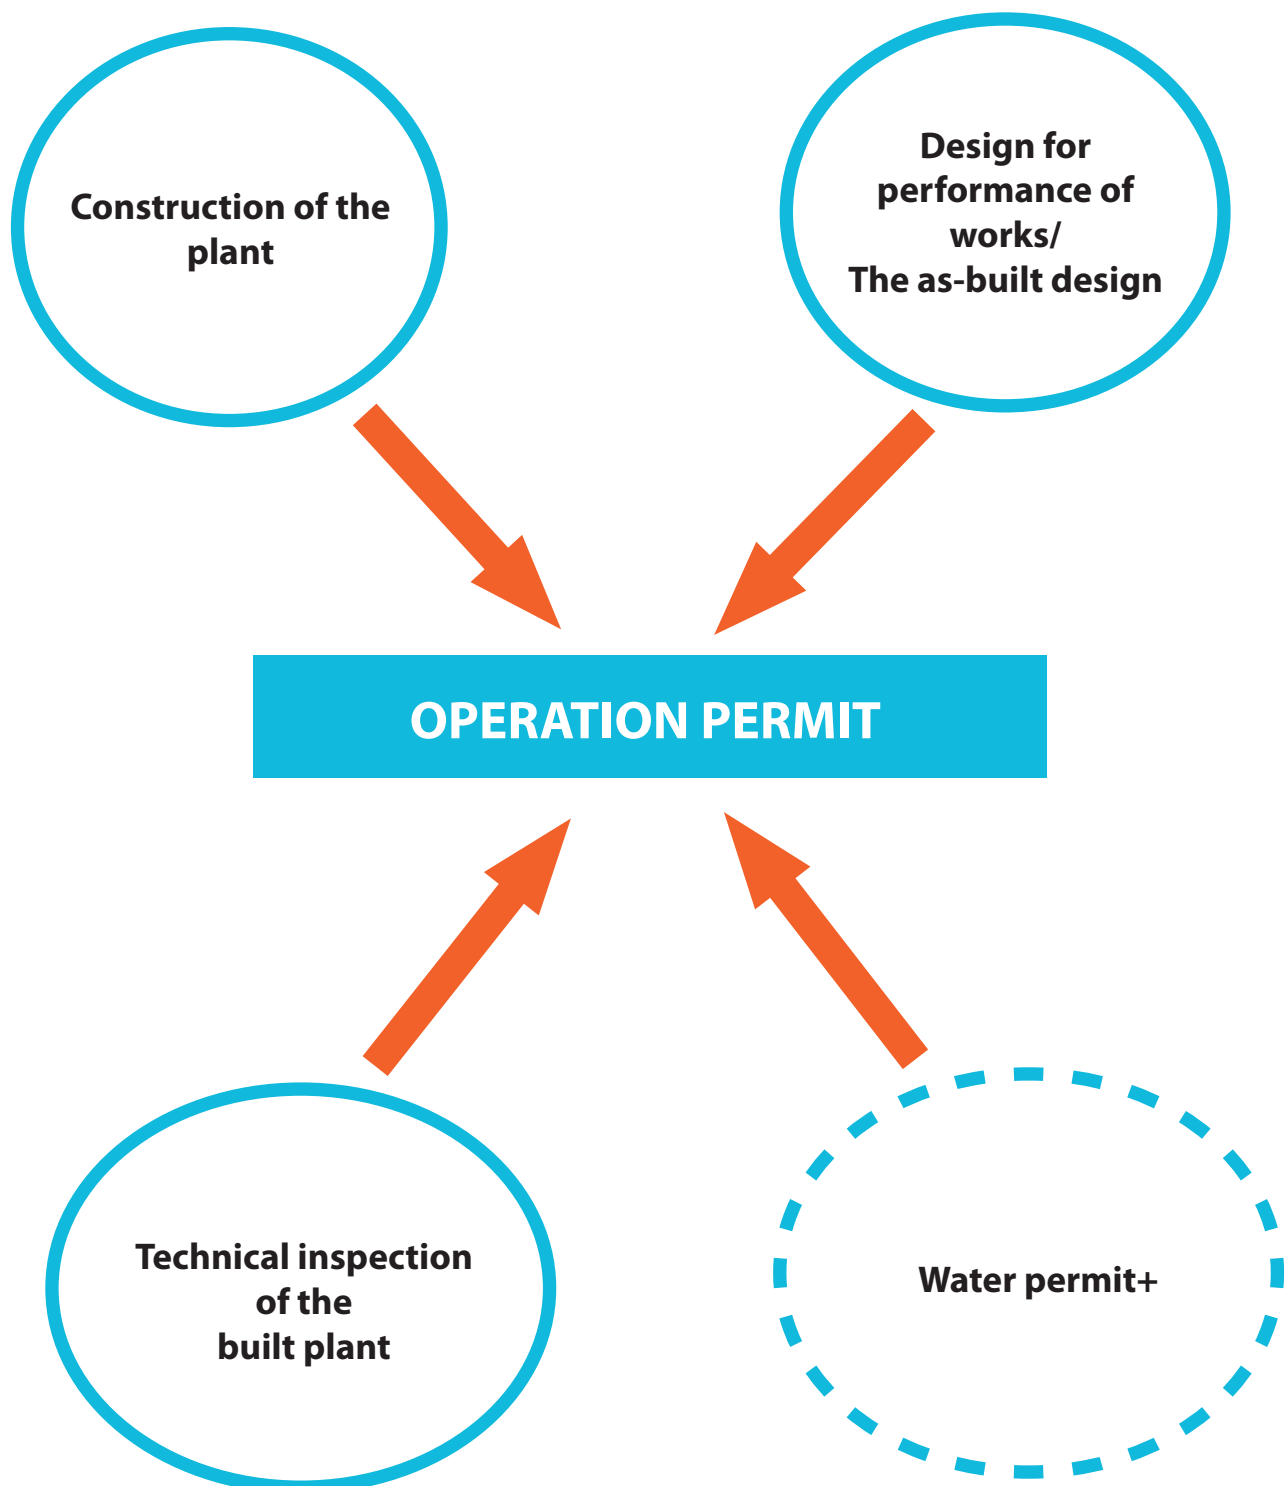 Construction of the
plant
Design for
performance of
works/
The as-built design
OPERATION PERMIT
Technical inspection
of the
built plant
Water permit+